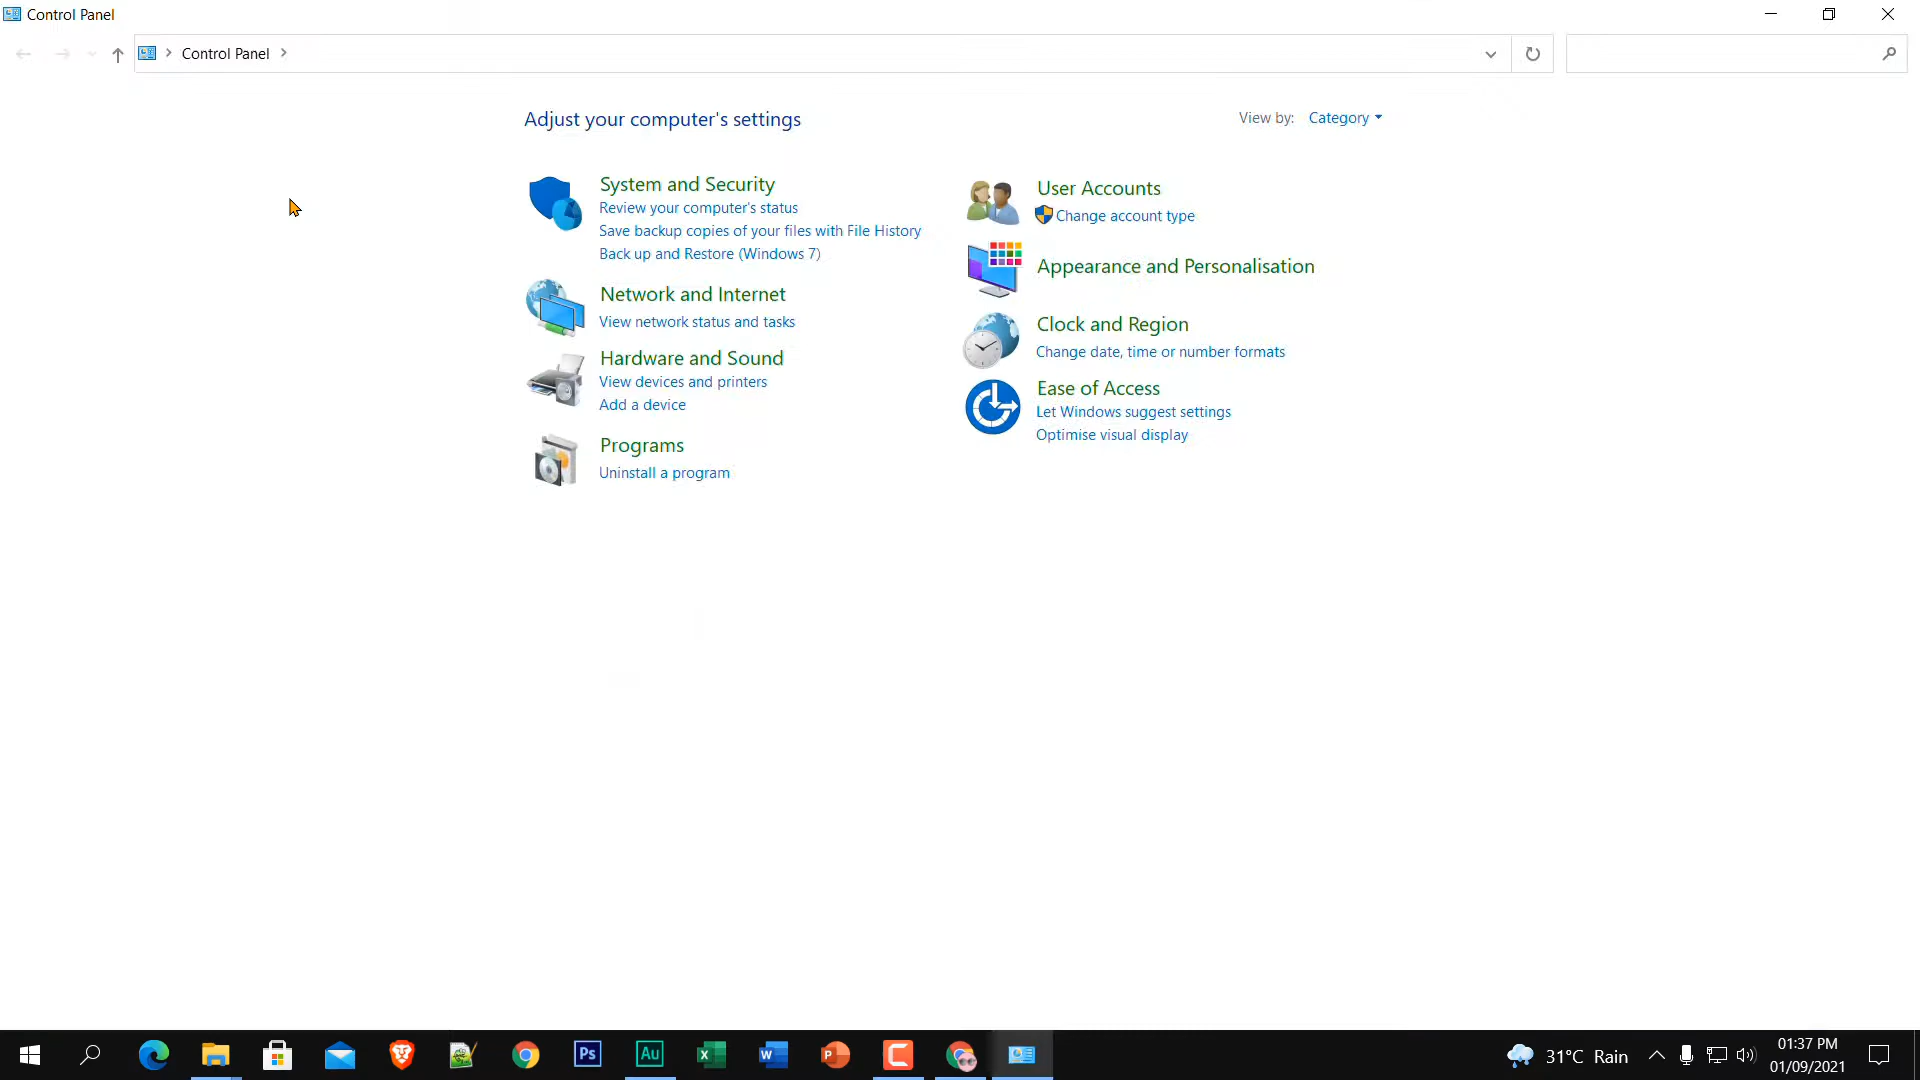 Control Panel
Control Panel
Adjust your computer's settings
View by: Category
System and Security
Review your computer's status
Save backup copies of your files with File History
Back up and Restore (Windows 7)
Network and Internet
View network status and tasks
Hardware and Sound
View devices and printers
Add a device
Programs
Uninstall a program
User Accounts
Change account type
Appearance and Personalisation
Clock and Region
Change date, time or number formats
Ease of Access
Let Windows suggest settings
Optimise visual display
Ps
Au
X
W
P
31°C Rain
01:37 PM
01/09/2021